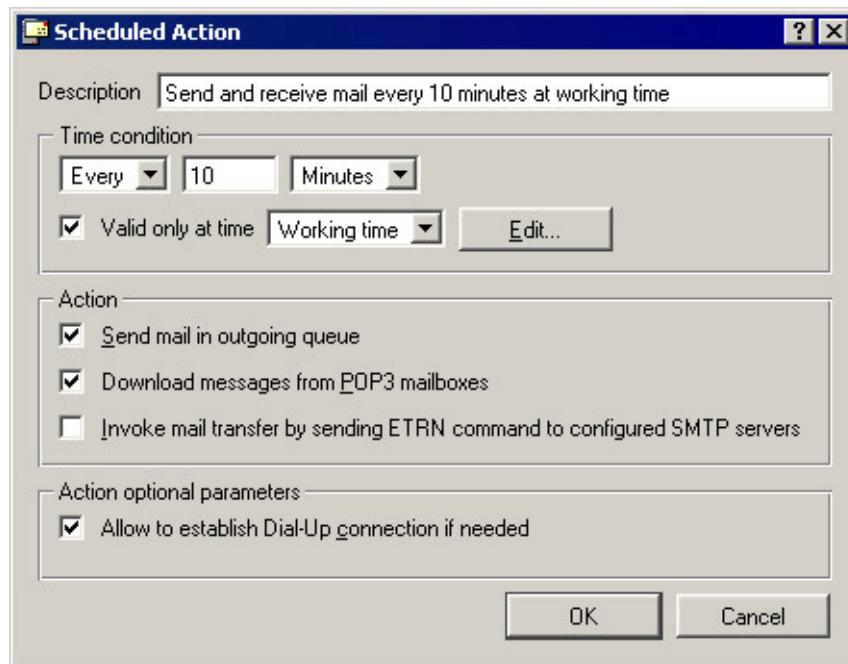 Scheduled Action
Description Send and receive mail every 10 minutes at working time
Time condition
Every 10 Minutes
Valid only at time Working time Edit...
Action
Send mail in outgoing queue
Download messages from POP3 mailboxes
Invoke mail transfer by sending ETRN command to configured SMTP servers
Action optional parameters
Allow to establish Dial-Up connection if needed
OK Cancel